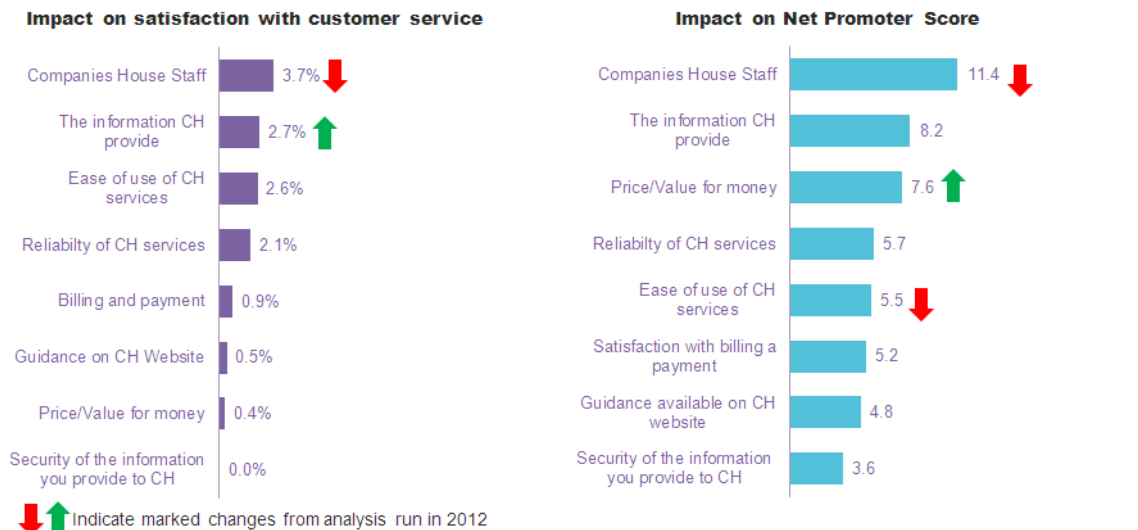 Impact on satisfaction with customer service
Companies House Staff
3.7%
The information CH
provide
2.7%
Ease of use of CH
services
2.6%
Reliabilty of CH services
2.1%
Billing and payment
0.9%
Guidance on CH Website
0.5%
Price/Value for money
0.4%
Security of the information
you provide to CH
0.0%
Indicate marked changes from analysis run in 2012
Impact on Net Promoter Score
Companies House Staff
11.4
The information CH
provide
8.2
Price/Value for money
7.6
Reliabilty of CH services
5.7
Ease of use of CH
services
5.5
Satisfaction with billing a
payment
5.2
Guidance available on CH
website
4.8
Security of the information
you provide to CH
3.6